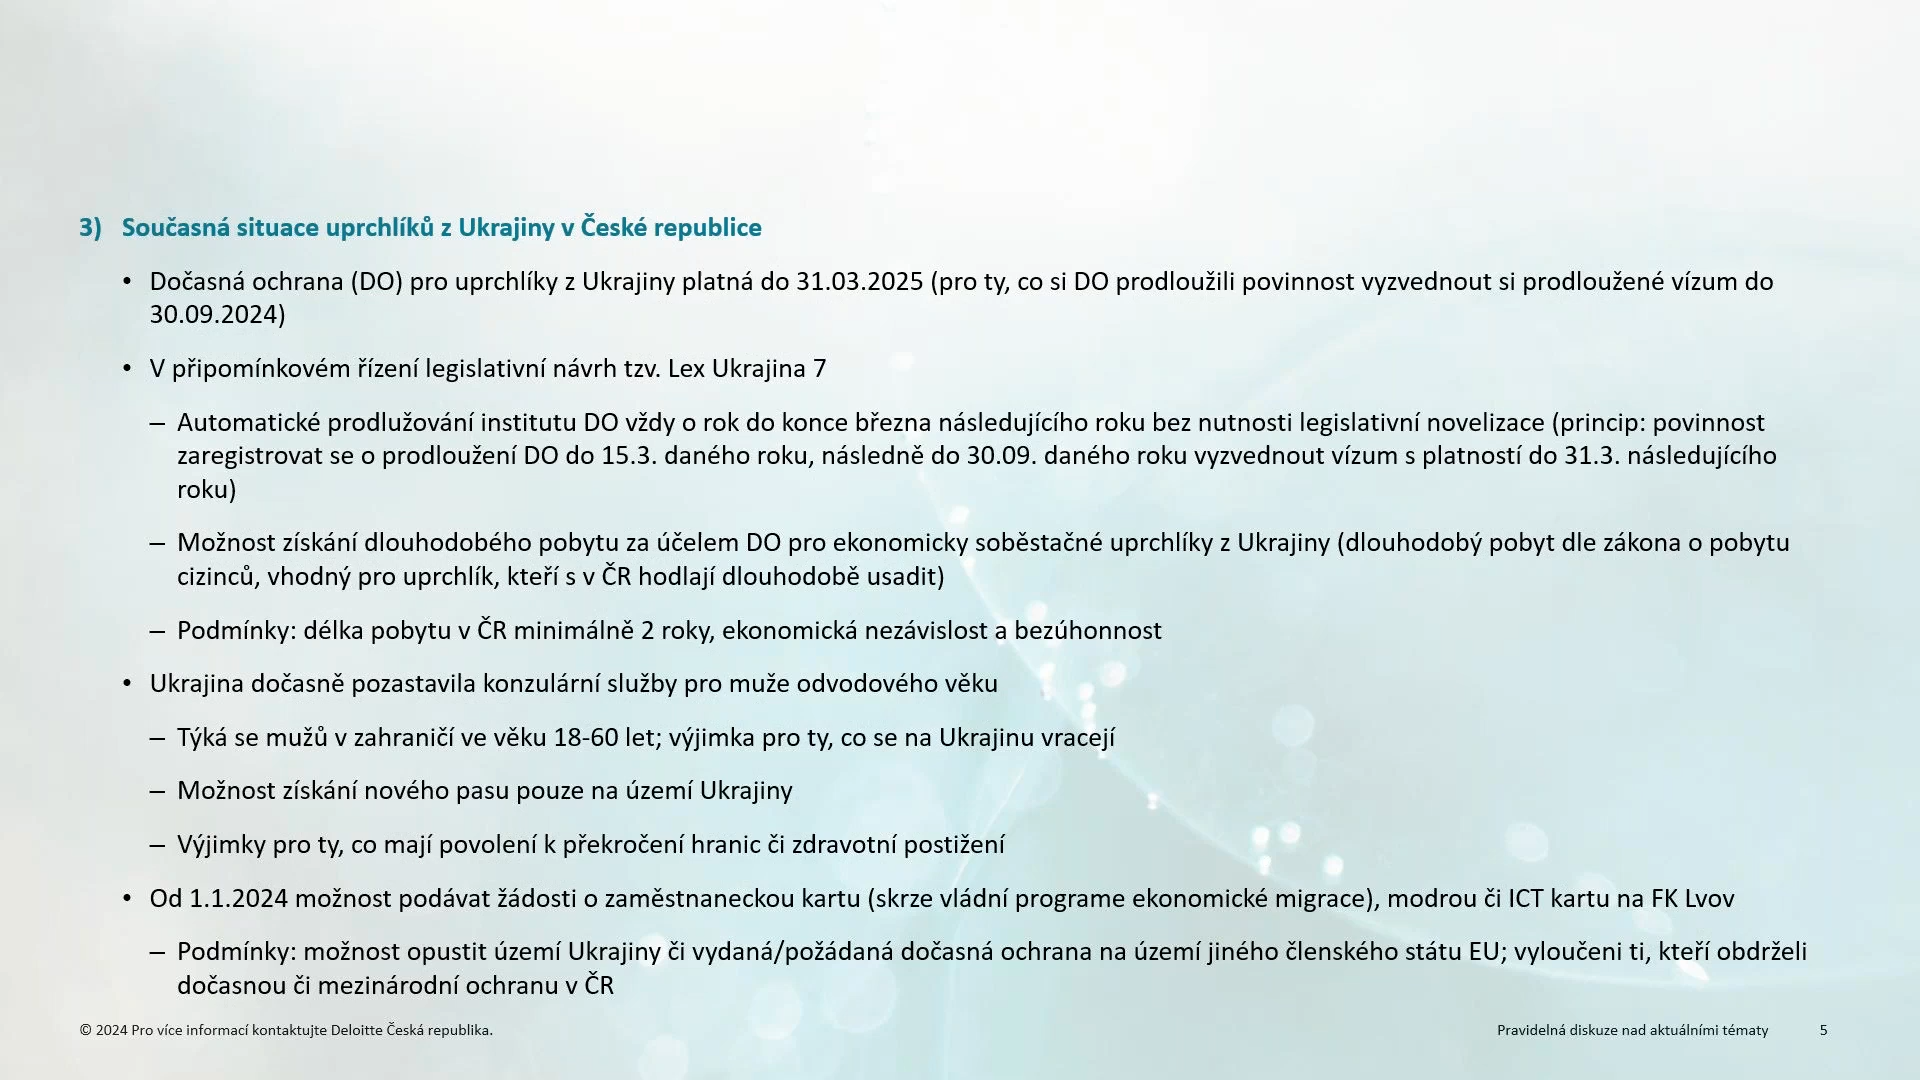 3) Současná situace uprchlíků z Ukrajiny v České republice
• Dočasná ochrana (DO) pro uprchlíky z Ukrajiny platná do 31.03.2025 (pro ty, co si DO prodloužili povinnost vyzvednout si prodloužené vízum do
30.09.2024)
• V připomínkovém řízení legislativní návrh tzv. Lex Ukrajina 7
– Automatické prodlužování institutu DO vždy o rok do konce března následujícího roku bez nutnosti legislativní novelizace (princip: povinnost
zaregistrovat se o prodloužení DO do 15.3. daného roku, následně do 30.09. daného roku vyzvednout vízum s platností do 31.3. následujícího
roku)
– Možnost získání dlouhodobého pobytu za účelem DO pro ekonomicky soběstačné uprchlíky z Ukrajiny (dlouhodobý pobyt dle zákona o pobytu
cizinců, vhodný pro uprchlík, kteří s v ČR hodlají dlouhodobě usadit)
– Podmínky: délka pobytu v ČR minimálně 2 roky, ekonomická nezávislost a bezúhonnost
• Ukrajina dočasně pozastavila konzulární služby pro muže odvodového věku
– Týká se mužů v zahraničí ve věku 18-60 let; výjimka pro ty, co se na Ukrajinu vracejí
– Možnost získání nového pasu pouze na území Ukrajiny
– Výjimky pro ty, co mají povolení k překročení hranic či zdravotní postižení
• Od 1.1.2024 možnost podávat žádosti o zaměstnaneckou kartu (skrze vládní programe ekonomické migrace), modrou či ICT kartu na FK Lvov
– Podmínky: možnost opustit území Ukrajiny či vydaná/požádaná dočasná ochrana na území jiného členského státu EU; vyloučeni ti, kteří obdrželi
dočasnou či mezinárodní ochranu v ČR
© 2024 Pro více informací kontaktujte Deloitte Česká republika.
Pravidelná diskuze nad aktuálními tématy 5